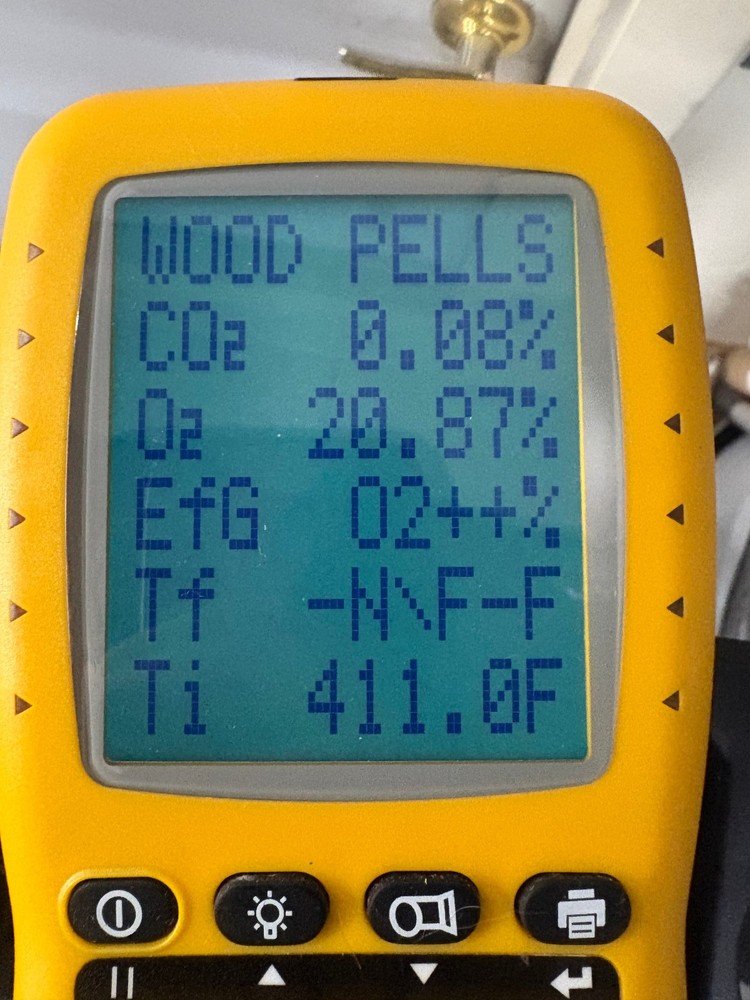 WOOD PELLS
CO₂ 0.08%
O₂ 20.87%
EfG O2++%
Tf -N\F-F
Ti 411.0F